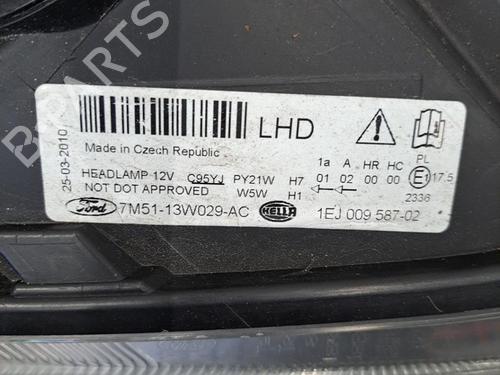 B-PARTS
LHD
Made in Czech Republic
25-03-2010
1a A HR HC PL
HEADLAMP 12V C95YJ PY21W H7 01 02 00 00 E1 17.5
NOT DOT APPROVED W5W H1
2336
Ford 7M51-13W029-AC HELLA 1EJ 009 587-02